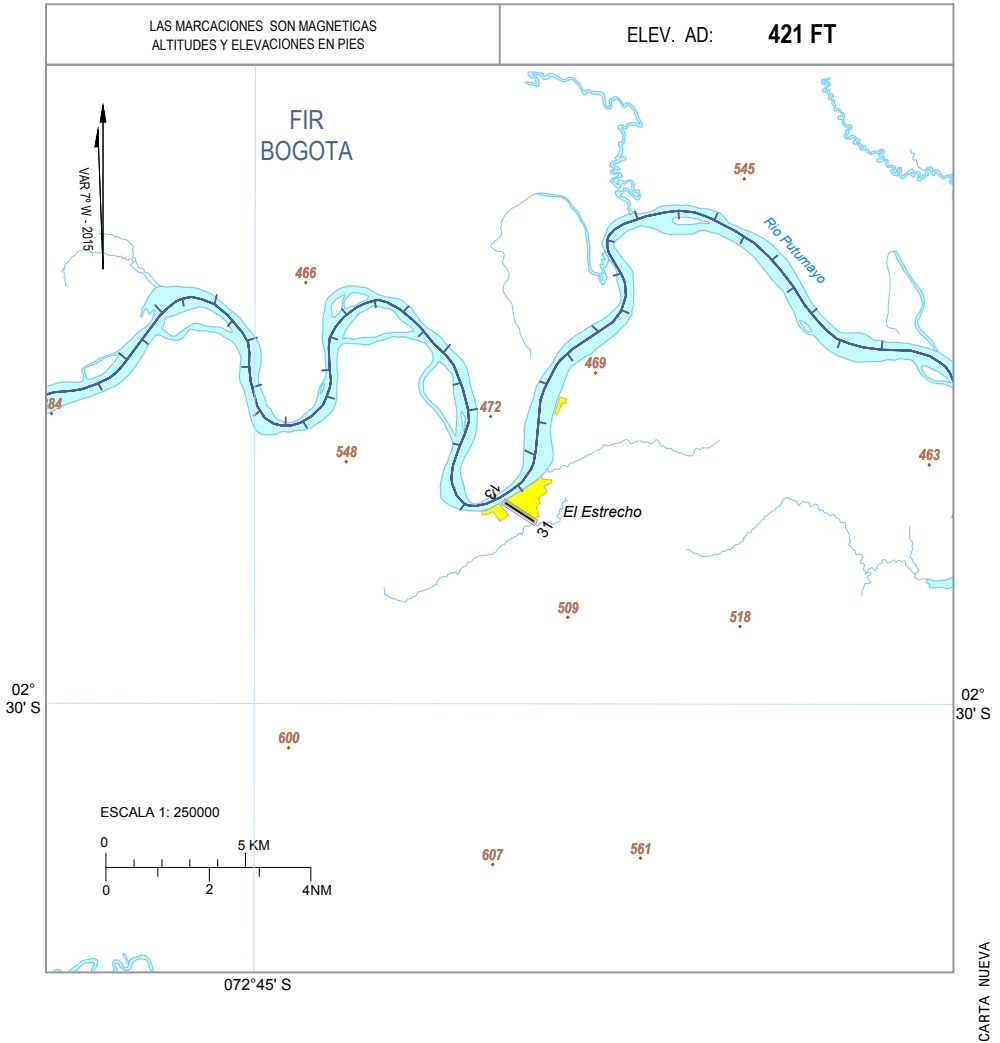 LAS MARCACIONES SON MAGNETICAS
ALTITUDES Y ELEVACIONES EN PIES
ELEV. AD: 421 FT
FIR
BOGOTA
VAR 7° W - 2015
545
Rio Putumayo
466
469
84
472
548
463
13
El Estrecho
31
509
518
02°
30' S
02°
30' S
600
ESCALA 1: 250000
0
5 KM
0
2
4NM
607
561
072°45' S
CARTA NUEVA